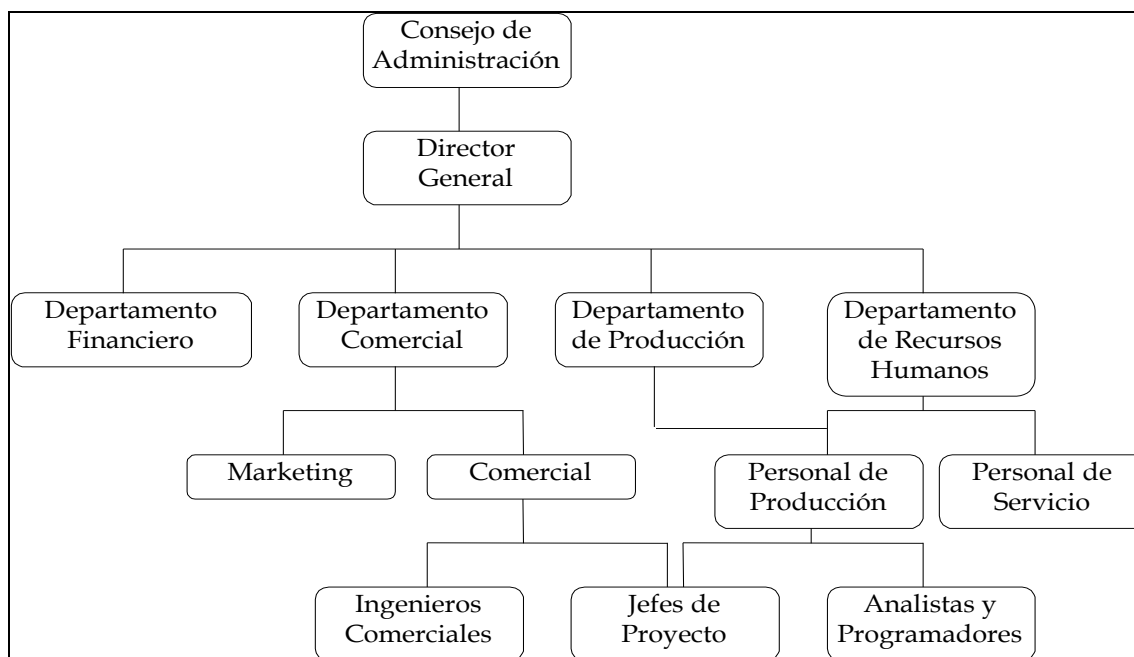 Consejo de
Administración
Director
General
Departamento
Financiero
Departamento
Comercial
Departamento
de Producción
Departamento
de Recursos
Humanos
Marketing
Comercial
Personal de
Producción
Personal de
Servicio
Ingenieros
Comerciales
Jefes de
Proyecto
Analistas y
Programadores